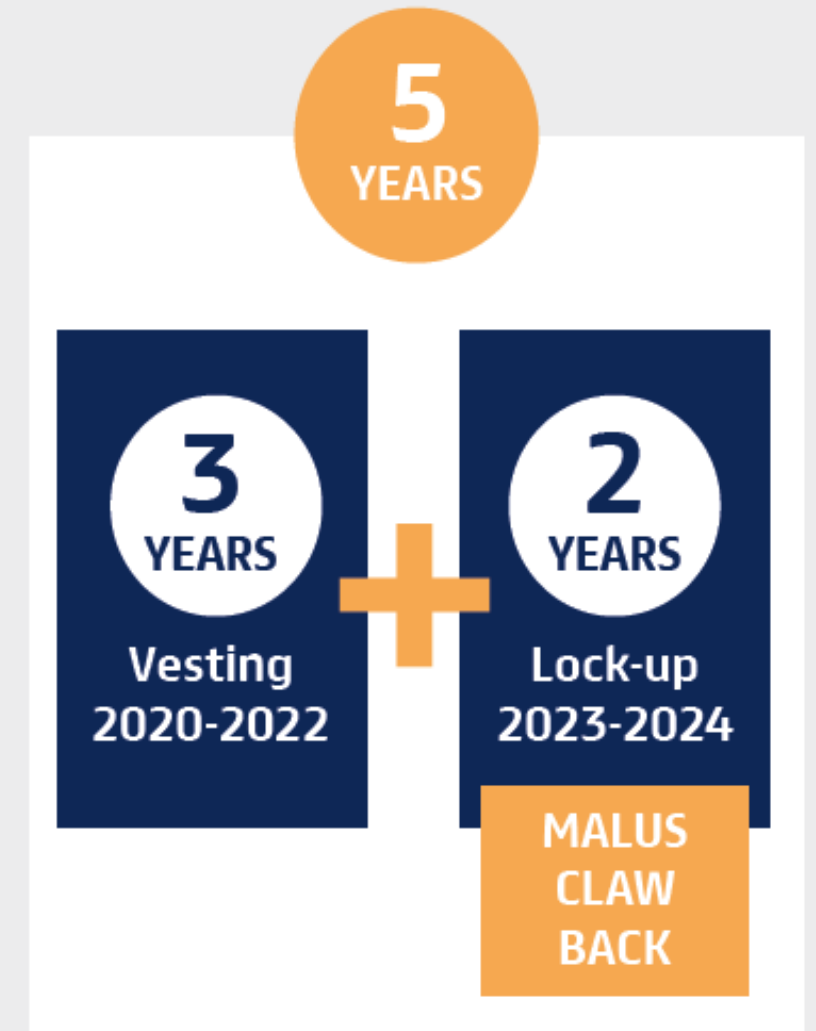 5
YEARS
3
YEARS
Vesting
2020-2022
2
YEARS
Lock-up
2023-2024
MALUS
CLAW
BACK